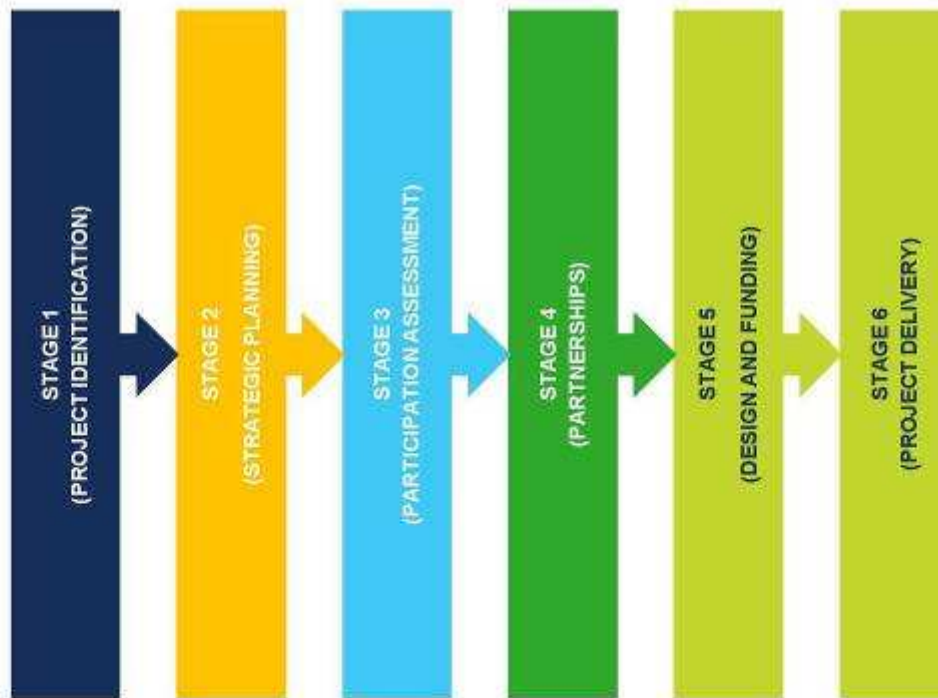 STAGE 1
(PROJECT IDENTIFICATION)
STAGE 2
(STRATEGIC PLANNING)
STAGE 3
(PARTICIPATION ASSESSMENT)
STAGE 4
(PARTNERSHIPS)
STAGE 5
(DESIGN AND FUNDING)
STAGE 6
(PROJECT DELIVERY)